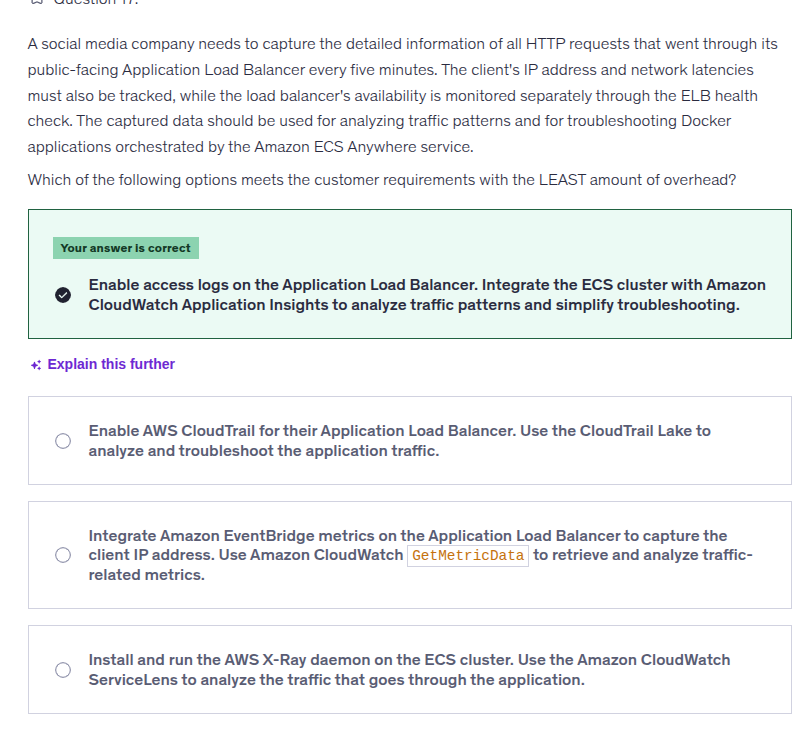 Question 17:
A social media company needs to capture the detailed information of all HTTP requests that went through its
public-facing Application Load Balancer every five minutes. The client's IP address and network latencies
must also be tracked, while the load balancer's availability is monitored separately through the ELB health
check. The captured data should be used for analyzing traffic patterns and for troubleshooting Docker
applications orchestrated by the Amazon ECS Anywhere service.
Which of the following options meets the customer requirements with the LEAST amount of overhead?
Your answer is correct
Enable access logs on the Application Load Balancer. Integrate the ECS cluster with Amazon
CloudWatch Application Insights to analyze traffic patterns and simplify troubleshooting.
Explain this further
Enable AWS CloudTrail for their Application Load Balancer. Use the CloudTrail Lake to
analyze and troubleshoot the application traffic.
Integrate Amazon EventBridge metrics on the Application Load Balancer to capture the
client IP address. Use Amazon CloudWatch GetMetricData to retrieve and analyze traffic-
related metrics.
Install and run the AWS X-Ray daemon on the ECS cluster. Use the Amazon CloudWatch
ServiceLens to analyze the traffic that goes through the application.